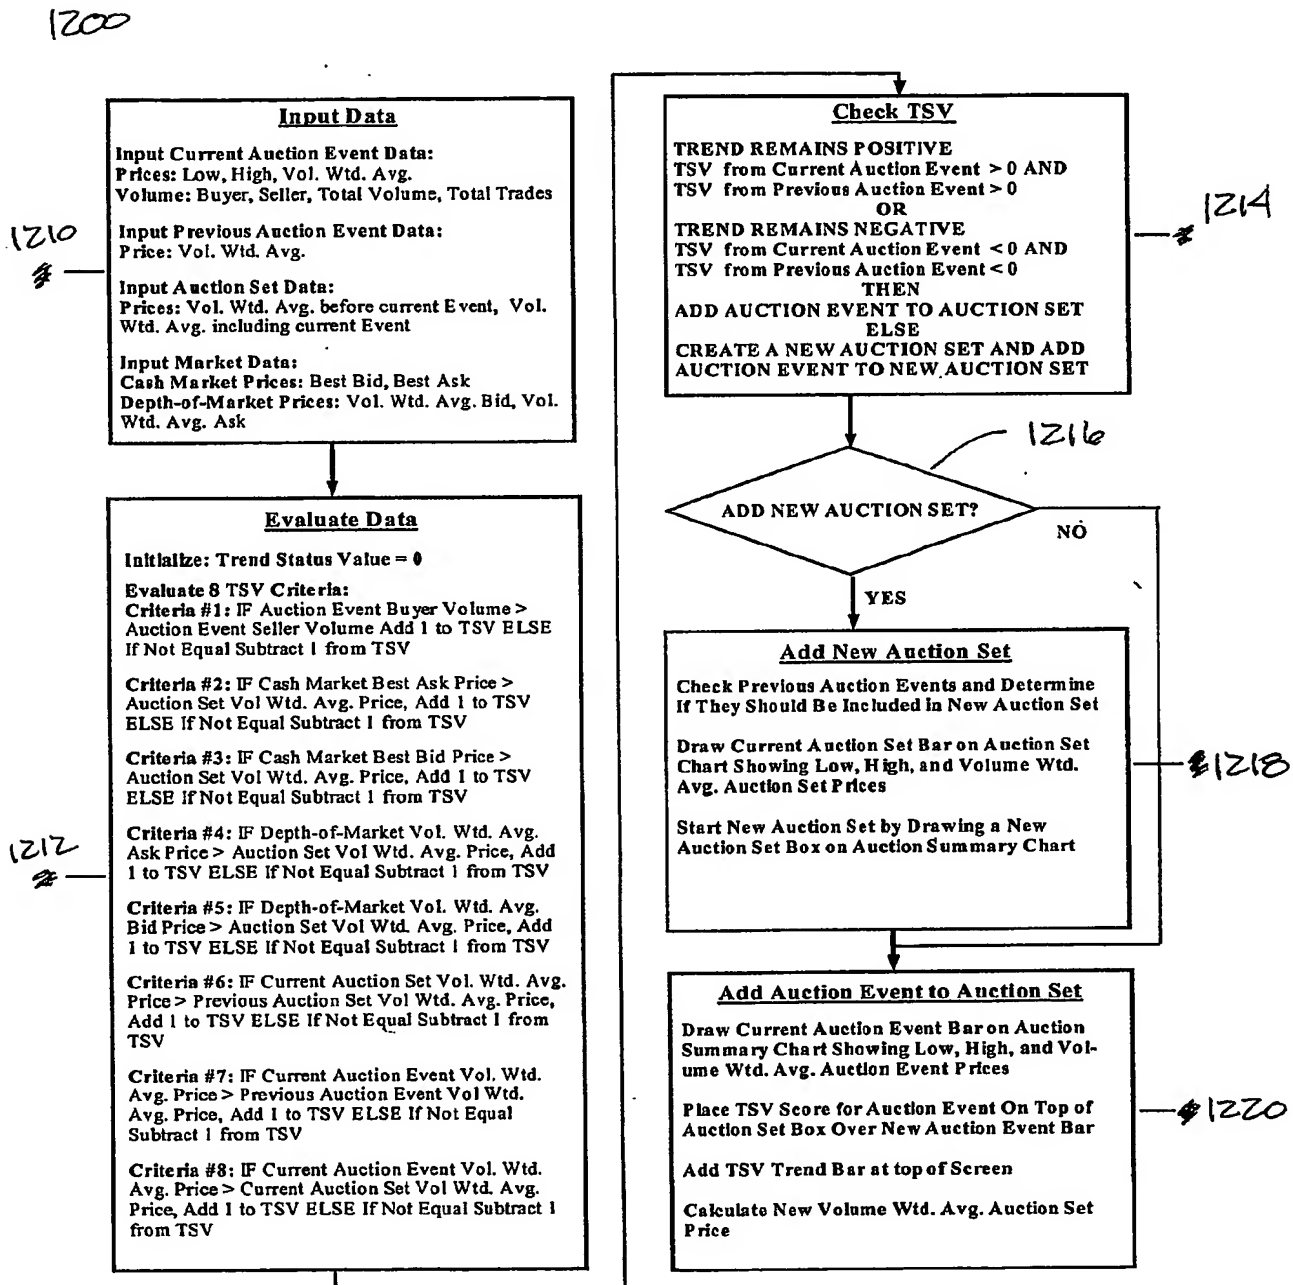 1200
Input Data
Input Current Auction Event Data:
Prices: Low, High, Vol. Wtd. Avg.
Volume: Buyer, Seller, Total Volume, Total Trades
Input Previous Auction Event Data:
Price: Vol. Wtd. Avg.
Input Auction Set Data:
Prices: Vol. Wtd. Avg. before current Event, Vol.
Wtd. Avg. including current Event
Input Market Data:
Cash Market Prices: Best Bid, Best Ask
Depth-of-Market Prices: Vol. Wtd. Avg. Bid, Vol.
Wtd. Avg. Ask
1210
Evaluate Data
Initialize: Trend Status Value = 0
Evaluate 8 TSV Criteria:
Criteria #1: IF Auction Event Buyer Volume >
Auction Event Seller Volume Add 1 to TSV ELSE
If Not Equal Subtract 1 from TSV
Criteria #2: IF Cash Market Best Ask Price >
Auction Set Vol Wtd. Avg. Price, Add 1 to TSV
ELSE If Not Equal Subtract 1 from TSV
Criteria #3: IF Cash Market Best Bid Price >
Auction Set Vol Wtd. Avg. Price, Add 1 to TSV
ELSE If Not Equal Subtract 1 from TSV
Criteria #4: IF Depth-of-Market Vol. Wtd. Avg.
Ask Price > Auction Set Vol Wtd. Avg. Price, Add
1 to TSV ELSE If Not Equal Subtract 1 from TSV
Criteria #5: IF Depth-of-Market Vol. Wtd. Avg.
Bid Price > Auction Set Vol Wtd. Avg. Price, Add
1 to TSV ELSE If Not Equal Subtract 1 from TSV
Criteria #6: IF Current Auction Set Vol. Wtd. Avg.
Price > Previous Auction Set Vol Wtd. Avg. Price,
Add 1 to TSV ELSE If Not Equal Subtract 1 from
TSV
Criteria #7: IF Current Auction Event Vol. Wtd.
Avg. Price > Previous Auction Event Vol Wtd.
Avg. Price, Add 1 to TSV ELSE If Not Equal
Subtract 1 from TSV
Criteria #8: IF Current Auction Event Vol. Wtd.
Avg. Price > Current Auction Set Vol Wtd. Avg.
Price, Add 1 to TSV ELSE If Not Equal Subtract 1
from TSV
1212
Check TSV
TREND REMAINS POSITIVE
TSV from Current Auction Event > 0 AND
TSV from Previous Auction Event > 0
OR
TREND REMAINS NEGATIVE
TSV from Current Auction Event < 0 AND
TSV from Previous Auction Event < 0
THEN
ADD AUCTION EVENT TO AUCTION SET
ELSE
CREATE A NEW AUCTION SET AND ADD
AUCTION EVENT TO NEW AUCTION SET
1214
1216
ADD NEW AUCTION SET?
NO
YES
Add New Auction Set
Check Previous Auction Events and Determine
If They Should Be Included in New Auction Set
Draw Current Auction Set Bar on Auction Set
Chart Showing Low, High, and Volume Wtd.
Avg. Auction Set Prices
Start New Auction Set by Drawing a New
Auction Set Box on Auction Summary Chart
1218
Add Auction Event to Auction Set
Draw Current Auction Event Bar on Auction
Summary Chart Showing Low, High, and Vol-
ume Wtd. Avg. Auction Event Prices
Place TSV Score for Auction Event On Top of
Auction Set Box Over New Auction Event Bar
Add TSV Trend Bar at top of Screen
Calculate New Volume Wtd. Avg. Auction Set
Price
1220